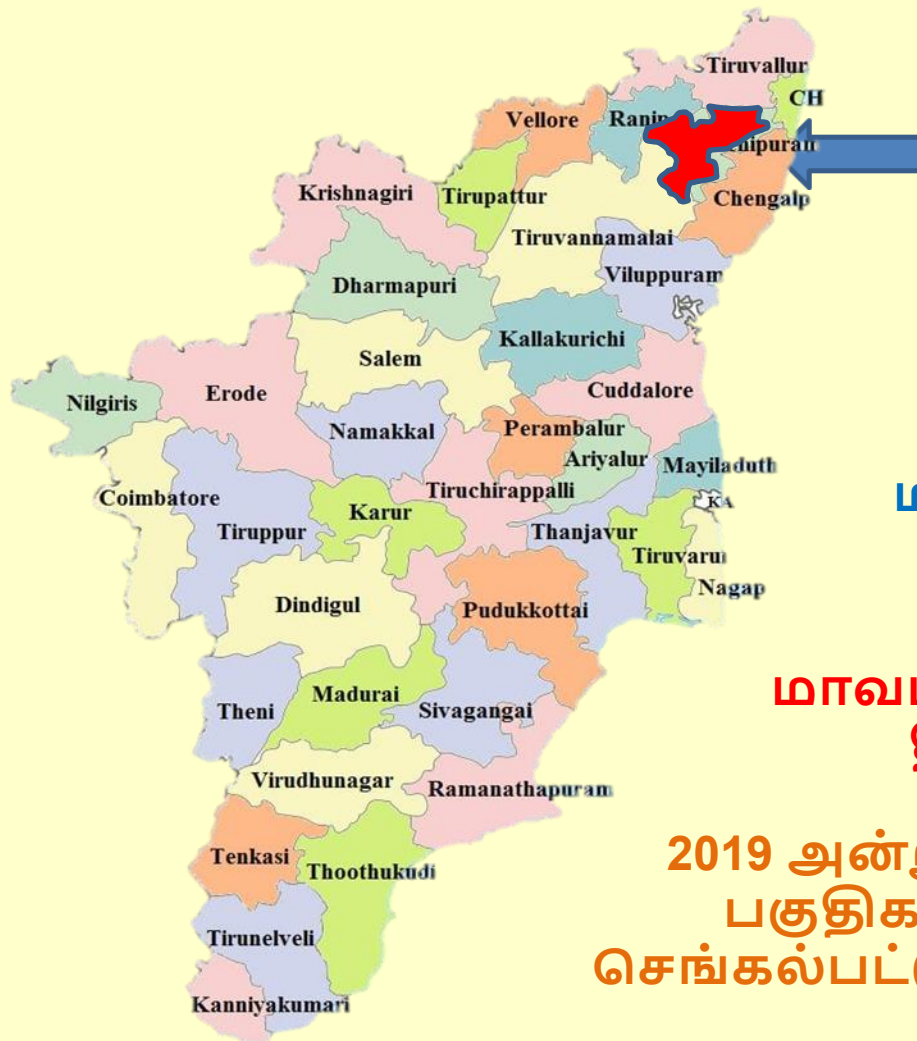 Tiruvallur
CH
Vellore
Ranip
hipuran
Krishnagiri
Tirupattur
Chengalp
Tiruvannamalai
Viluppuram
Dharmapuri
Kallakurichi
Salem
Nilgiris
Erode
Cuddalore
Namakkal
Perambalur
Ariyalur
Mayiladuth
Tiruchirappalli
Coimbatore
Karur
KA
Tiruppur
Thanjavur
Tiruvaru
Nagap
Dindigul
Pudukkottai
Madurai
Theni
Sivagangai
மாவ
Virudhunagar
Ramanathapuram
Tenkasi
Thoothukudi
2019 அன்று
பகுதிக
Tirunelveli
செங்கல்பட்டு
Kanniyakumari